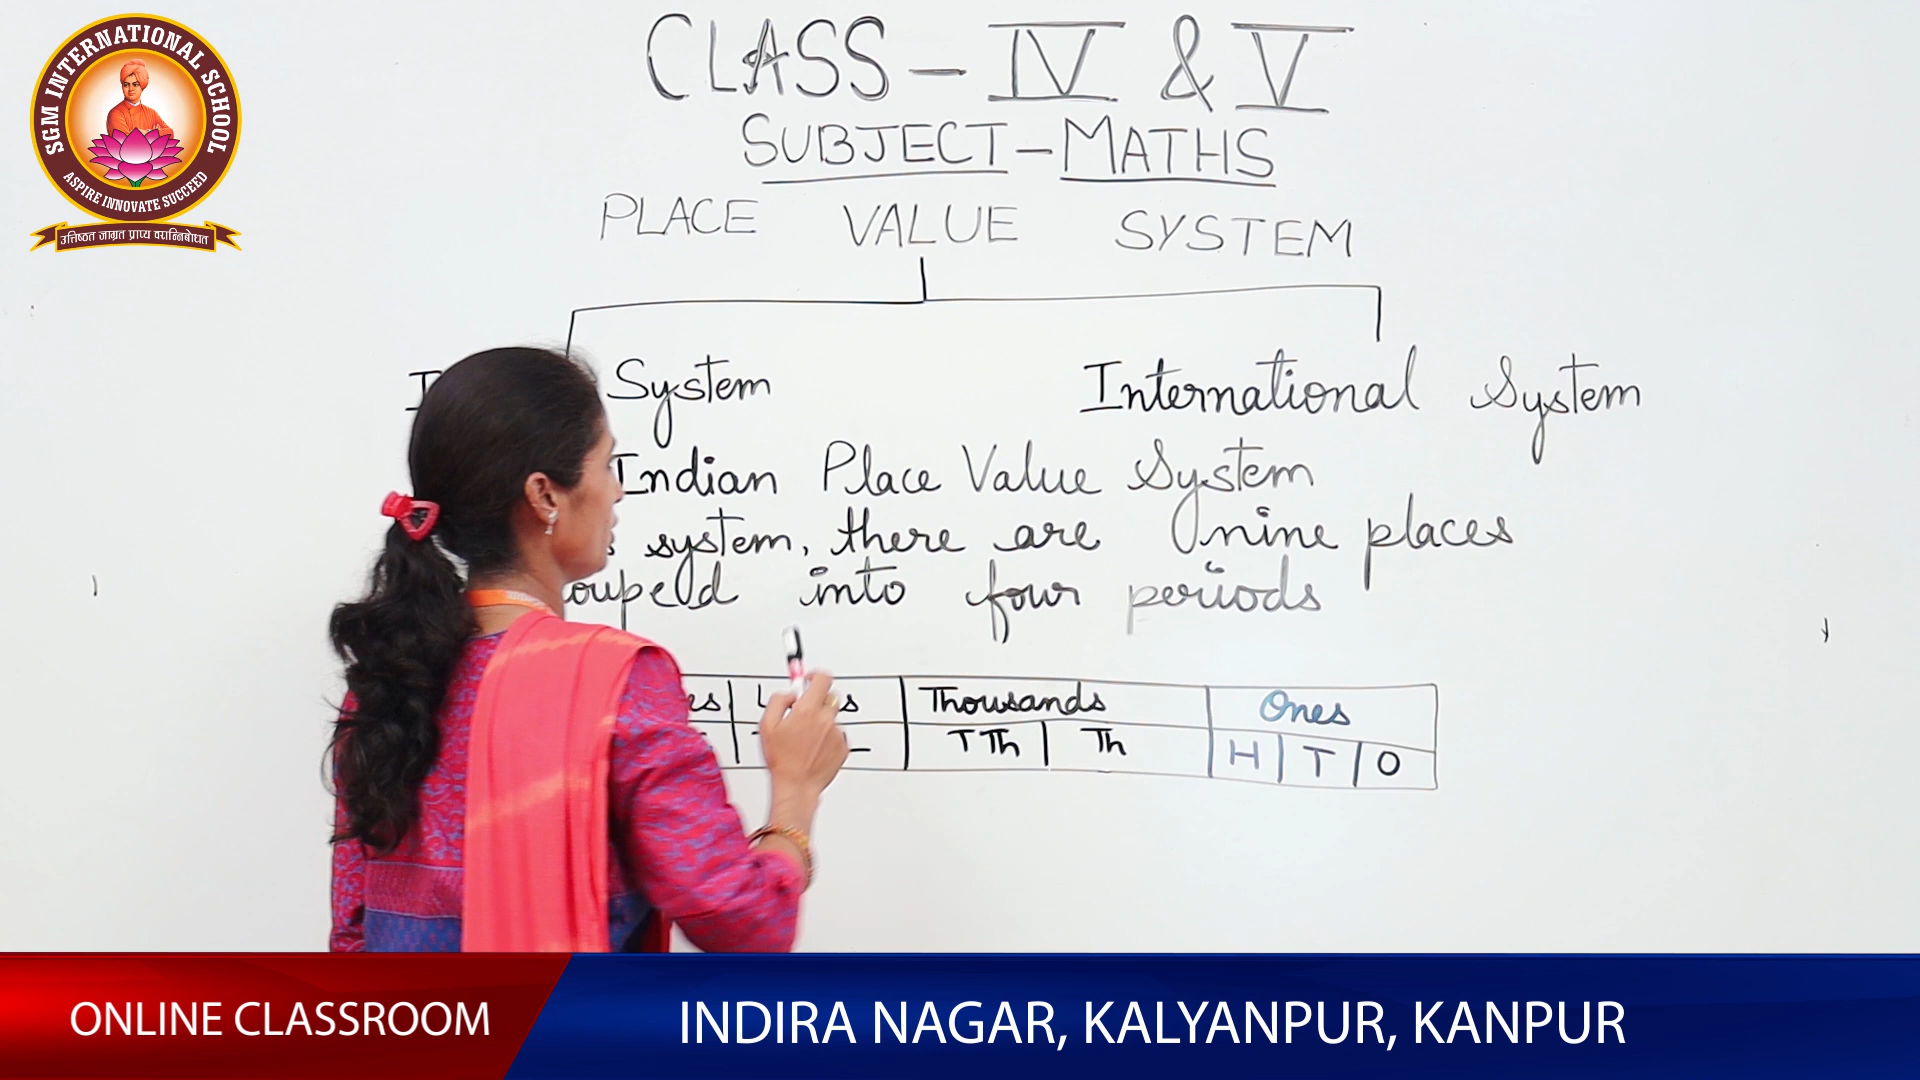 SGM INTERNATIONAL SCHOOL
ASPIRE INNOVATE SUCCEED
उत्तिष्ठत जाग्रत प्राप्य वरान्निबोधत
CLASS - IV & V
SUBJECT - MATHS
PLACE VALUE SYSTEM
System International System
Indian Place Value System
system, there are nine places
into four periods
Thousands Ones
T Th Th H T O
ONLINE CLASSROOM
INDIRA NAGAR, KALYANPUR, KANPUR